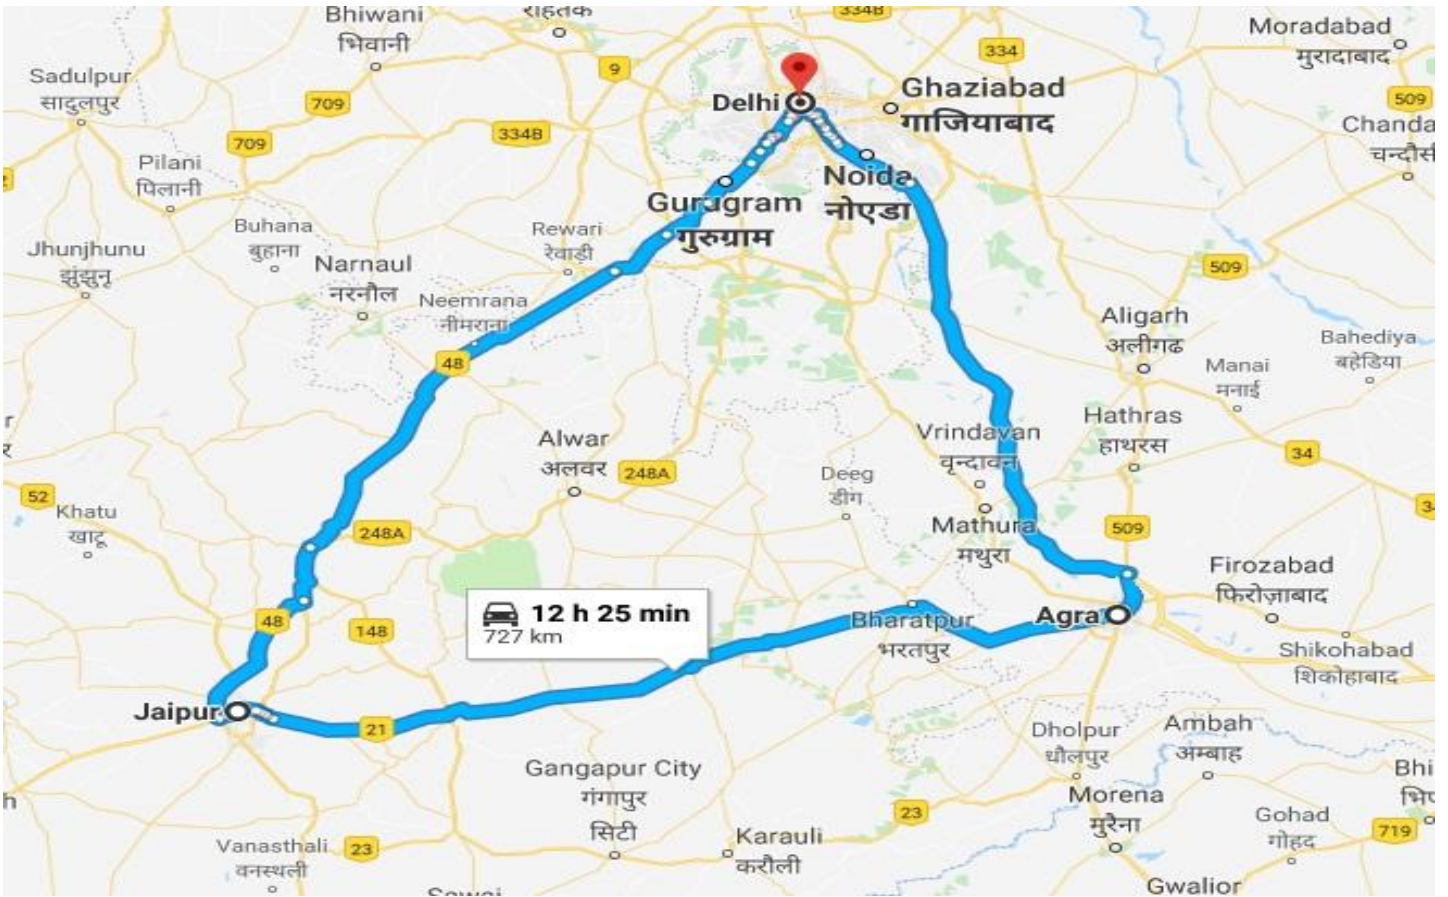 Bhiwani
भिवानी
रोहतक
334B
Moradabad
मुरादाबाद
334
9
Sadulpur
सादुलपुर
709
Delhi
Ghaziabad
गाजियाबाद
509
334B
709
Chanda
चन्दौसी
Pilani
पिलानी
Noida
नोएडा
Gurugram
गुरुग्राम
Buhana
बुहाना
Rewari
रेवाड़ी
Jhunjhunu
झुंझुनू
Narnaul
नरनौल
509
Neemrana
नीमराना
Aligarh
अलीगढ
Bahediya
बहेडिया
48
Manai
मनाई
Hathras
हाथरस
Vrindavan
वृन्दावन
Alwar
अलवर
248A
34
Deeg
डीग
52
Khatu
खाटू
248A
Mathura
मथुरा
509
Firozabad
फिरोज़ाबाद
12 h 25 min
727 km
48
148
Bharatpur
भरतपुर
Agra
Shikohabad
शिकोहाबाद
Jaipur
21
Dholpur
धौलपुर
Ambah
अम्बाह
Gangapur City
गंगापुर
सिटी
Morena
मुरैना
23
Gohad
गोहद
719
Karauli
करौली
Vanasthali
वनस्थली
23
Gwalior